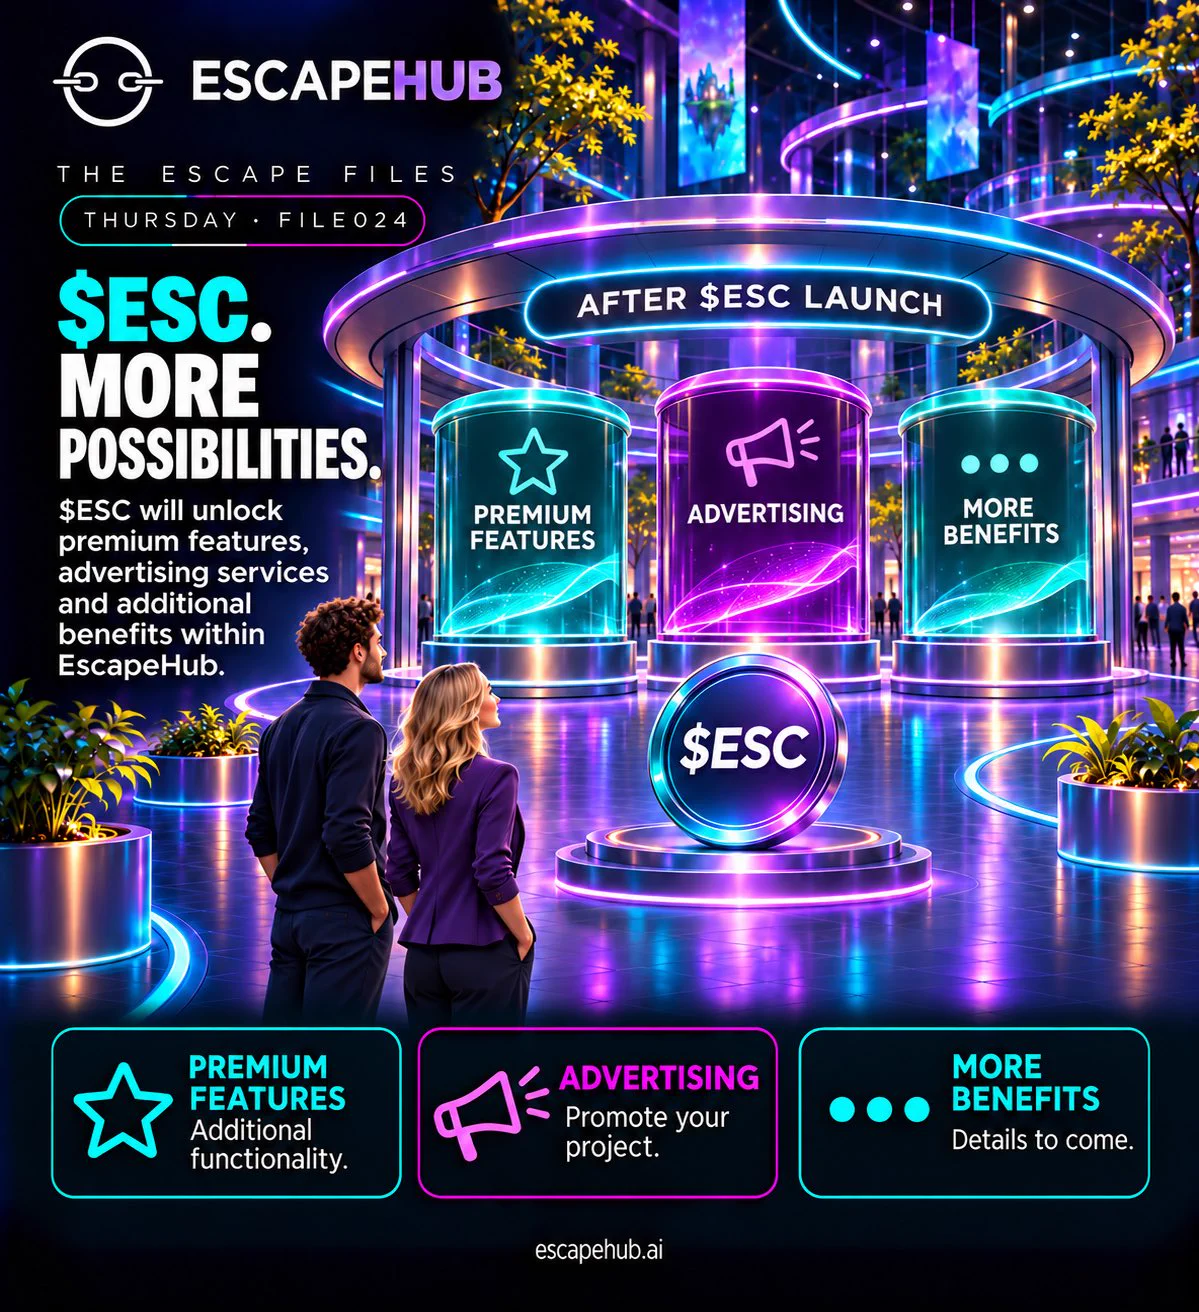 ESCAPEHUB
THE ESCAPE FILES
THURSDAY · FILE024
$ESC.
MORE
POSSIBILITIES.
$ESC will unlock
premium features,
advertising services
and additional
benefits within
EscapeHub.
AFTER $ESC LAUNCH
PREMIUM
FEATURES
ADVERTISING
MORE
BENEFITS
$ESC
PREMIUM
FEATURES
Additional
functionality.
ADVERTISING
Promote your
project.
MORE
BENEFITS
Details to come.
escapehub.ai